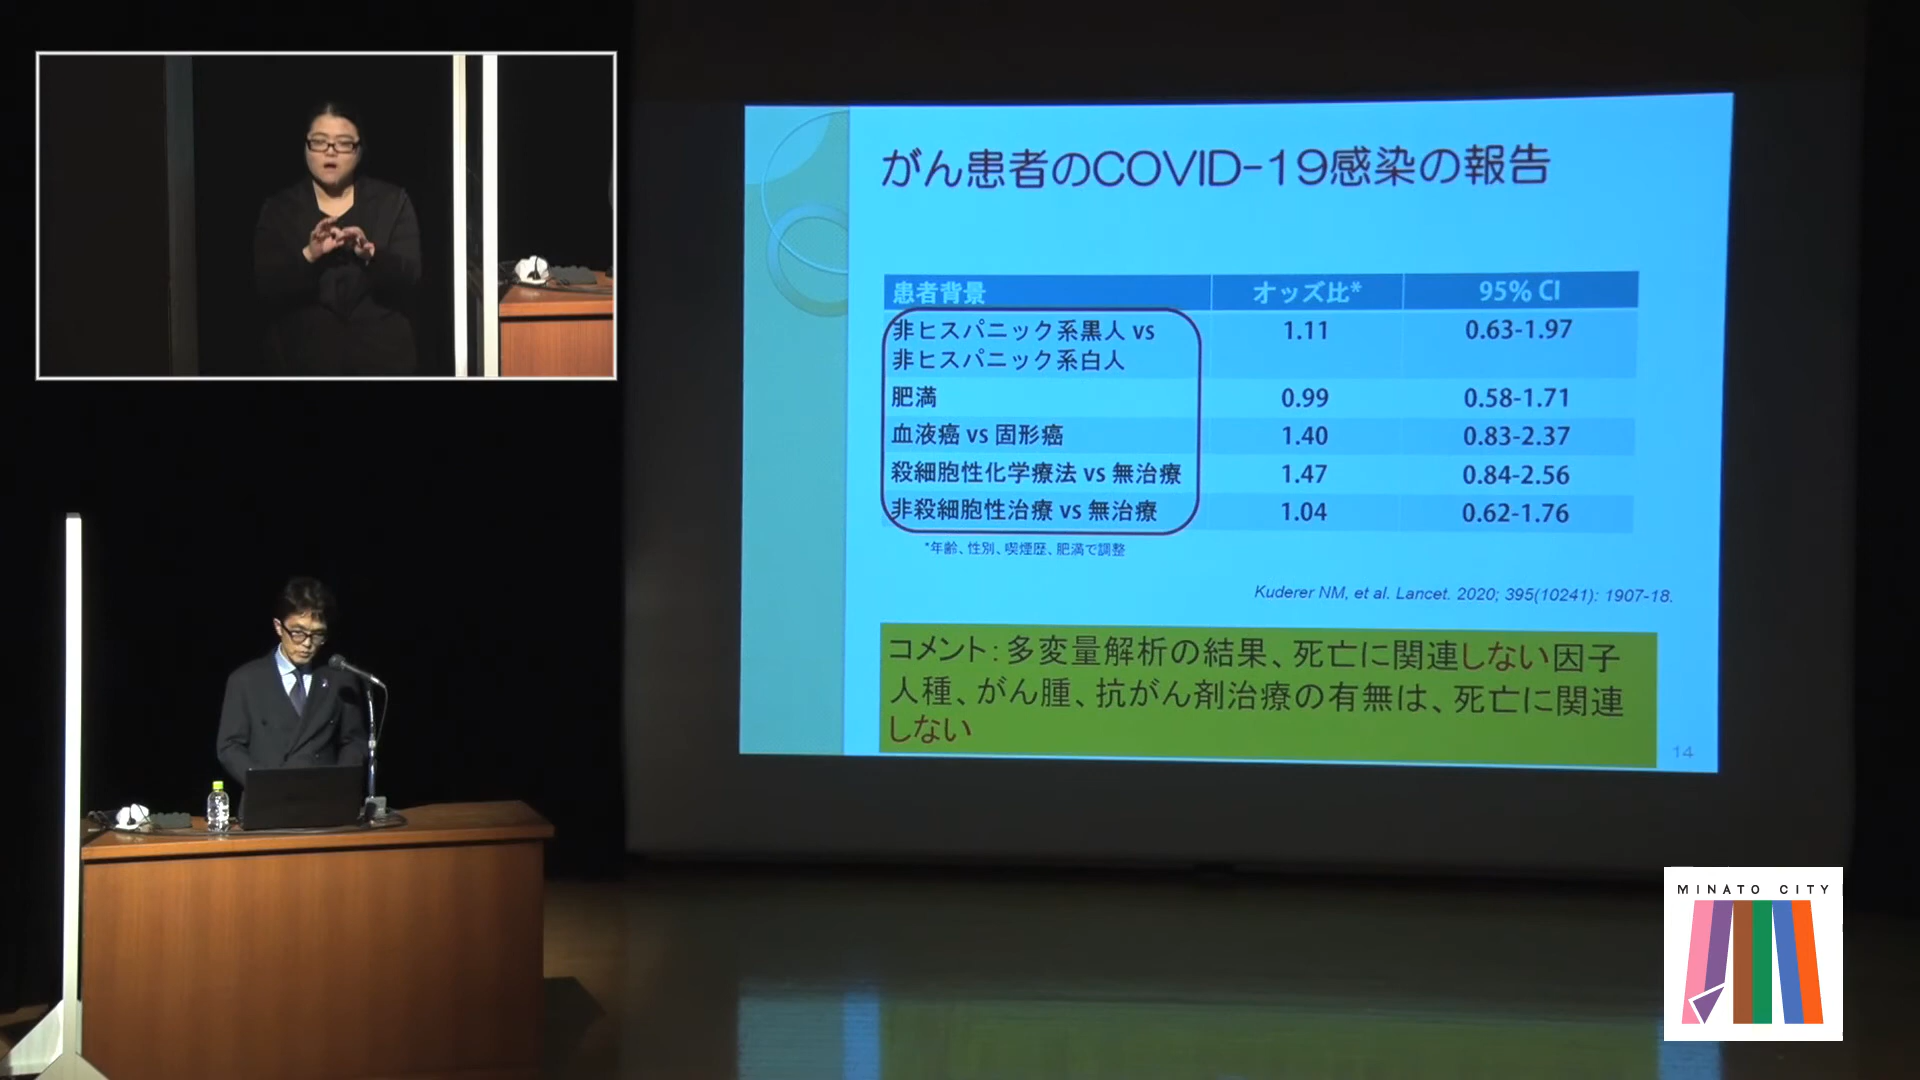 がん患者のCOVID-19感染の報告
患者背景 オッズ比* 95% CI
非ヒスパニック系黒人 vs 1.11 0.63-1.97
非ヒスパニック系白人
肥満 0.99 0.58-1.71
血液癌 vs 固形癌 1.40 0.83-2.37
殺細胞性化学療法 vs 無治療 1.47 0.84-2.56
非殺細胞性治療 vs 無治療 1.04 0.62-1.76
*年齢、性別、喫煙歴、肥満で調整
Kuderer NM, et al. Lancet. 2020; 395(10241): 1907-18.
コメント：多変量解析の結果、死亡に関連しない因子
人種、がん腫、抗がん剤治療の有無は、死亡に関連
しない
14
MINATO CITY